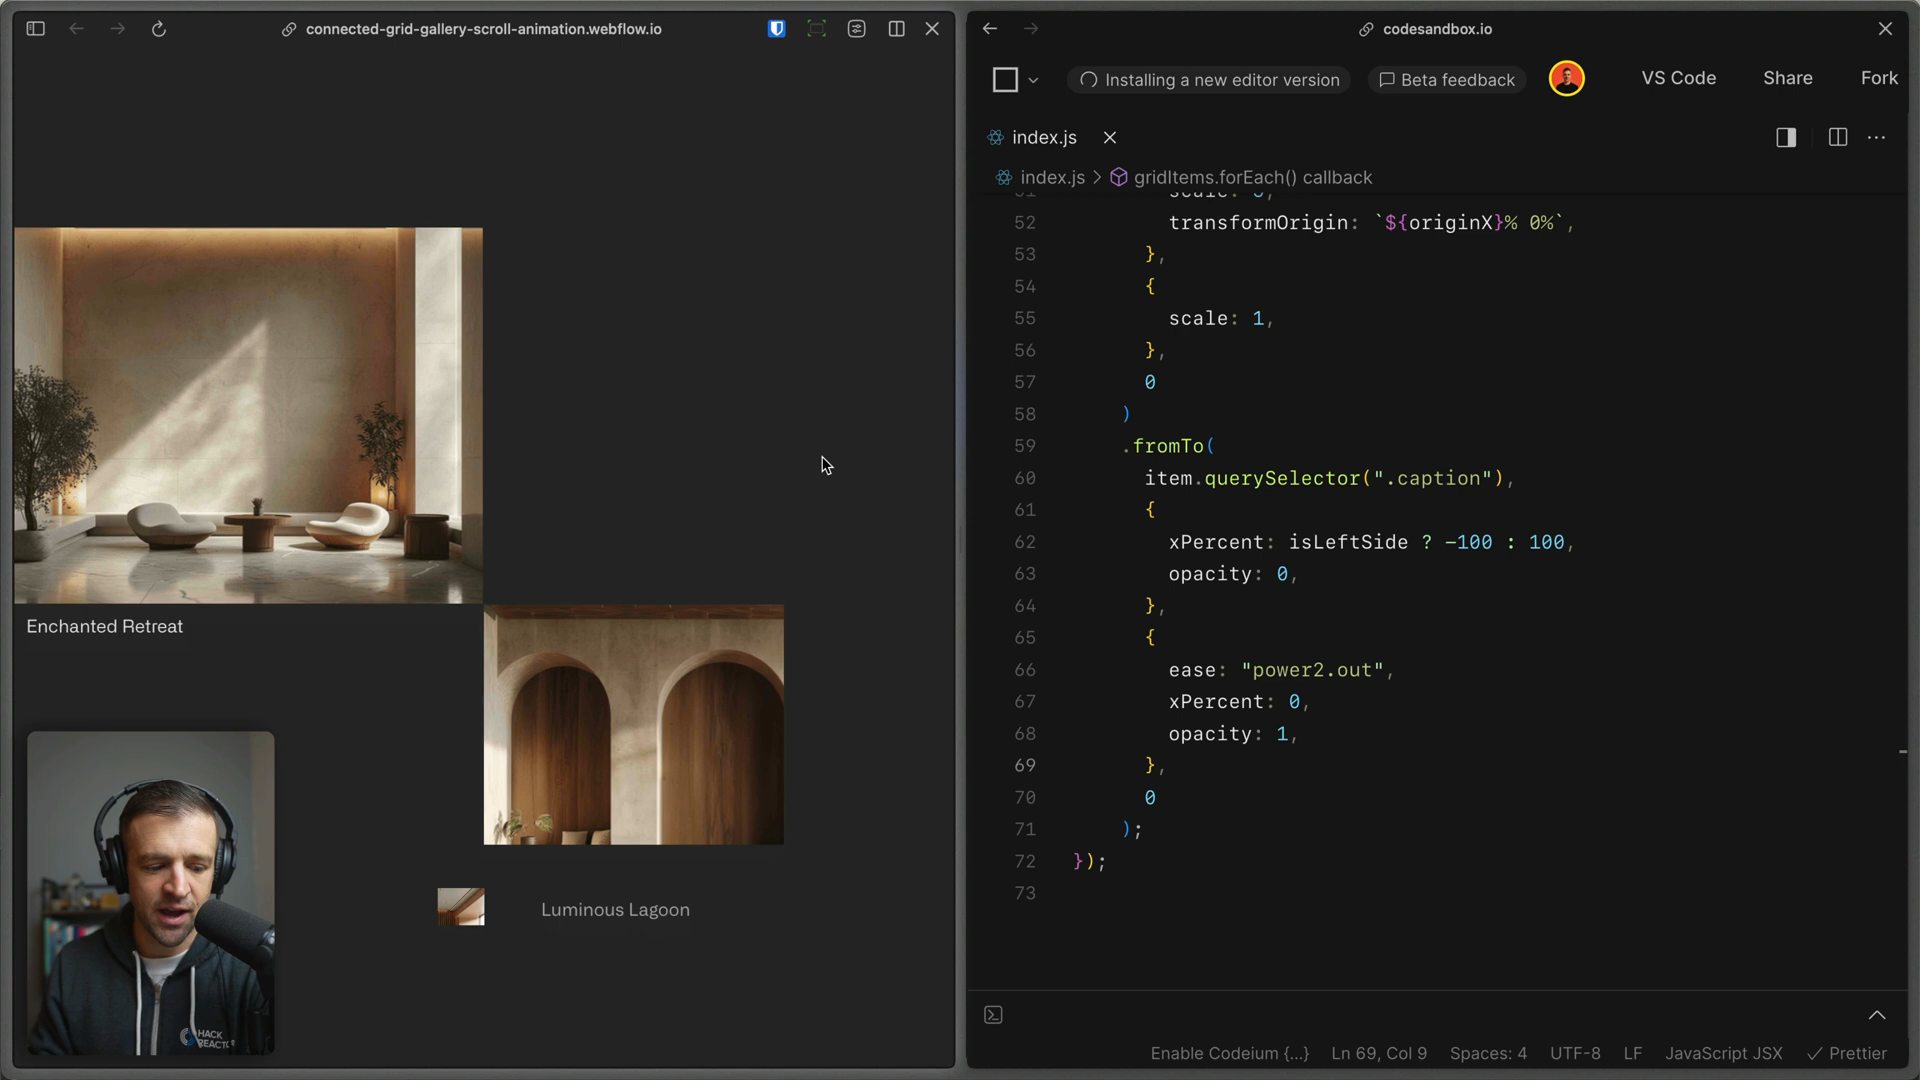 connected-grid-gallery-scroll-animation.webflow.io
Enchanted Retreat
Luminous Lagoon
HACK
REACTOR
codesandbox.io
Installing a new editor version
Beta feedback
VS Code
Share
Fork
index.js
index.js > gridItems.forEach() callback
51 scale: 0,
52 transformOrigin: `${originX}% 0%`,
53 },
54 {
55 scale: 1,
56 },
57 0
58 )
59 .fromTo(
60 item.querySelector(".caption"),
61 {
62 xPercent: isLeftSide ? -100 : 100,
63 opacity: 0,
64 },
65 {
66 ease: "power2.out",
67 xPercent: 0,
68 opacity: 1,
69 },
70 0
71 );
72 });
73
Enable Codeium {...} Ln 69, Col 9 Spaces: 4 UTF-8 LF JavaScript JSX Prettier